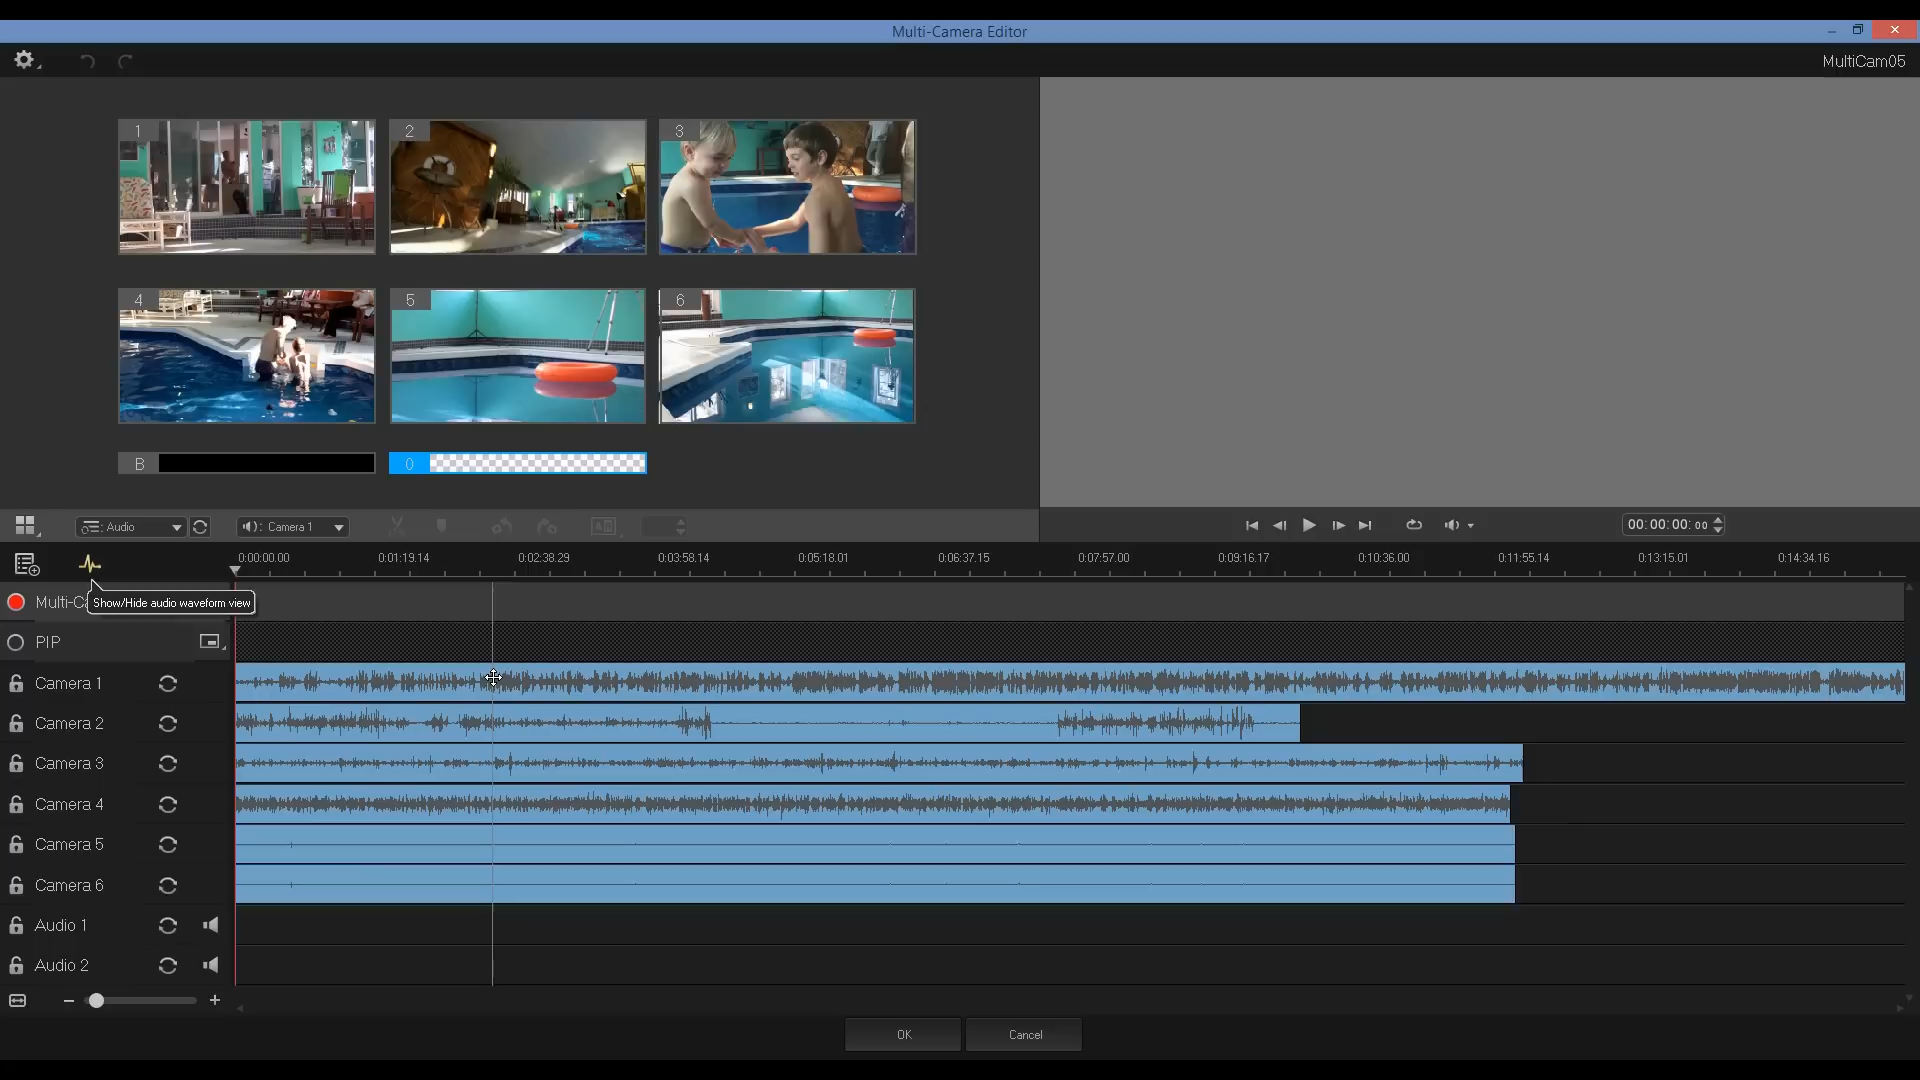 Multi-Camera Editor
MultiCam05
1
2
3
4
5
6
B
0
Audio
Camera 1
00:00:00: 00
0:00:00.00
0:01:19.14
0:02:38.29
0:03:58.14
0:05:18.01
0:06:37.15
0:07:57.00
0:09:16.17
0:10:36.00
0:11:55.14
0:13:15.01
0:14:34.16
Multi-Ca
Show/Hide audio waveform view
PIP
Camera 1
Camera 2
Camera 3
Camera 4
Camera 5
Camera 6
Audio 1
Audio 2
OK
Cancel